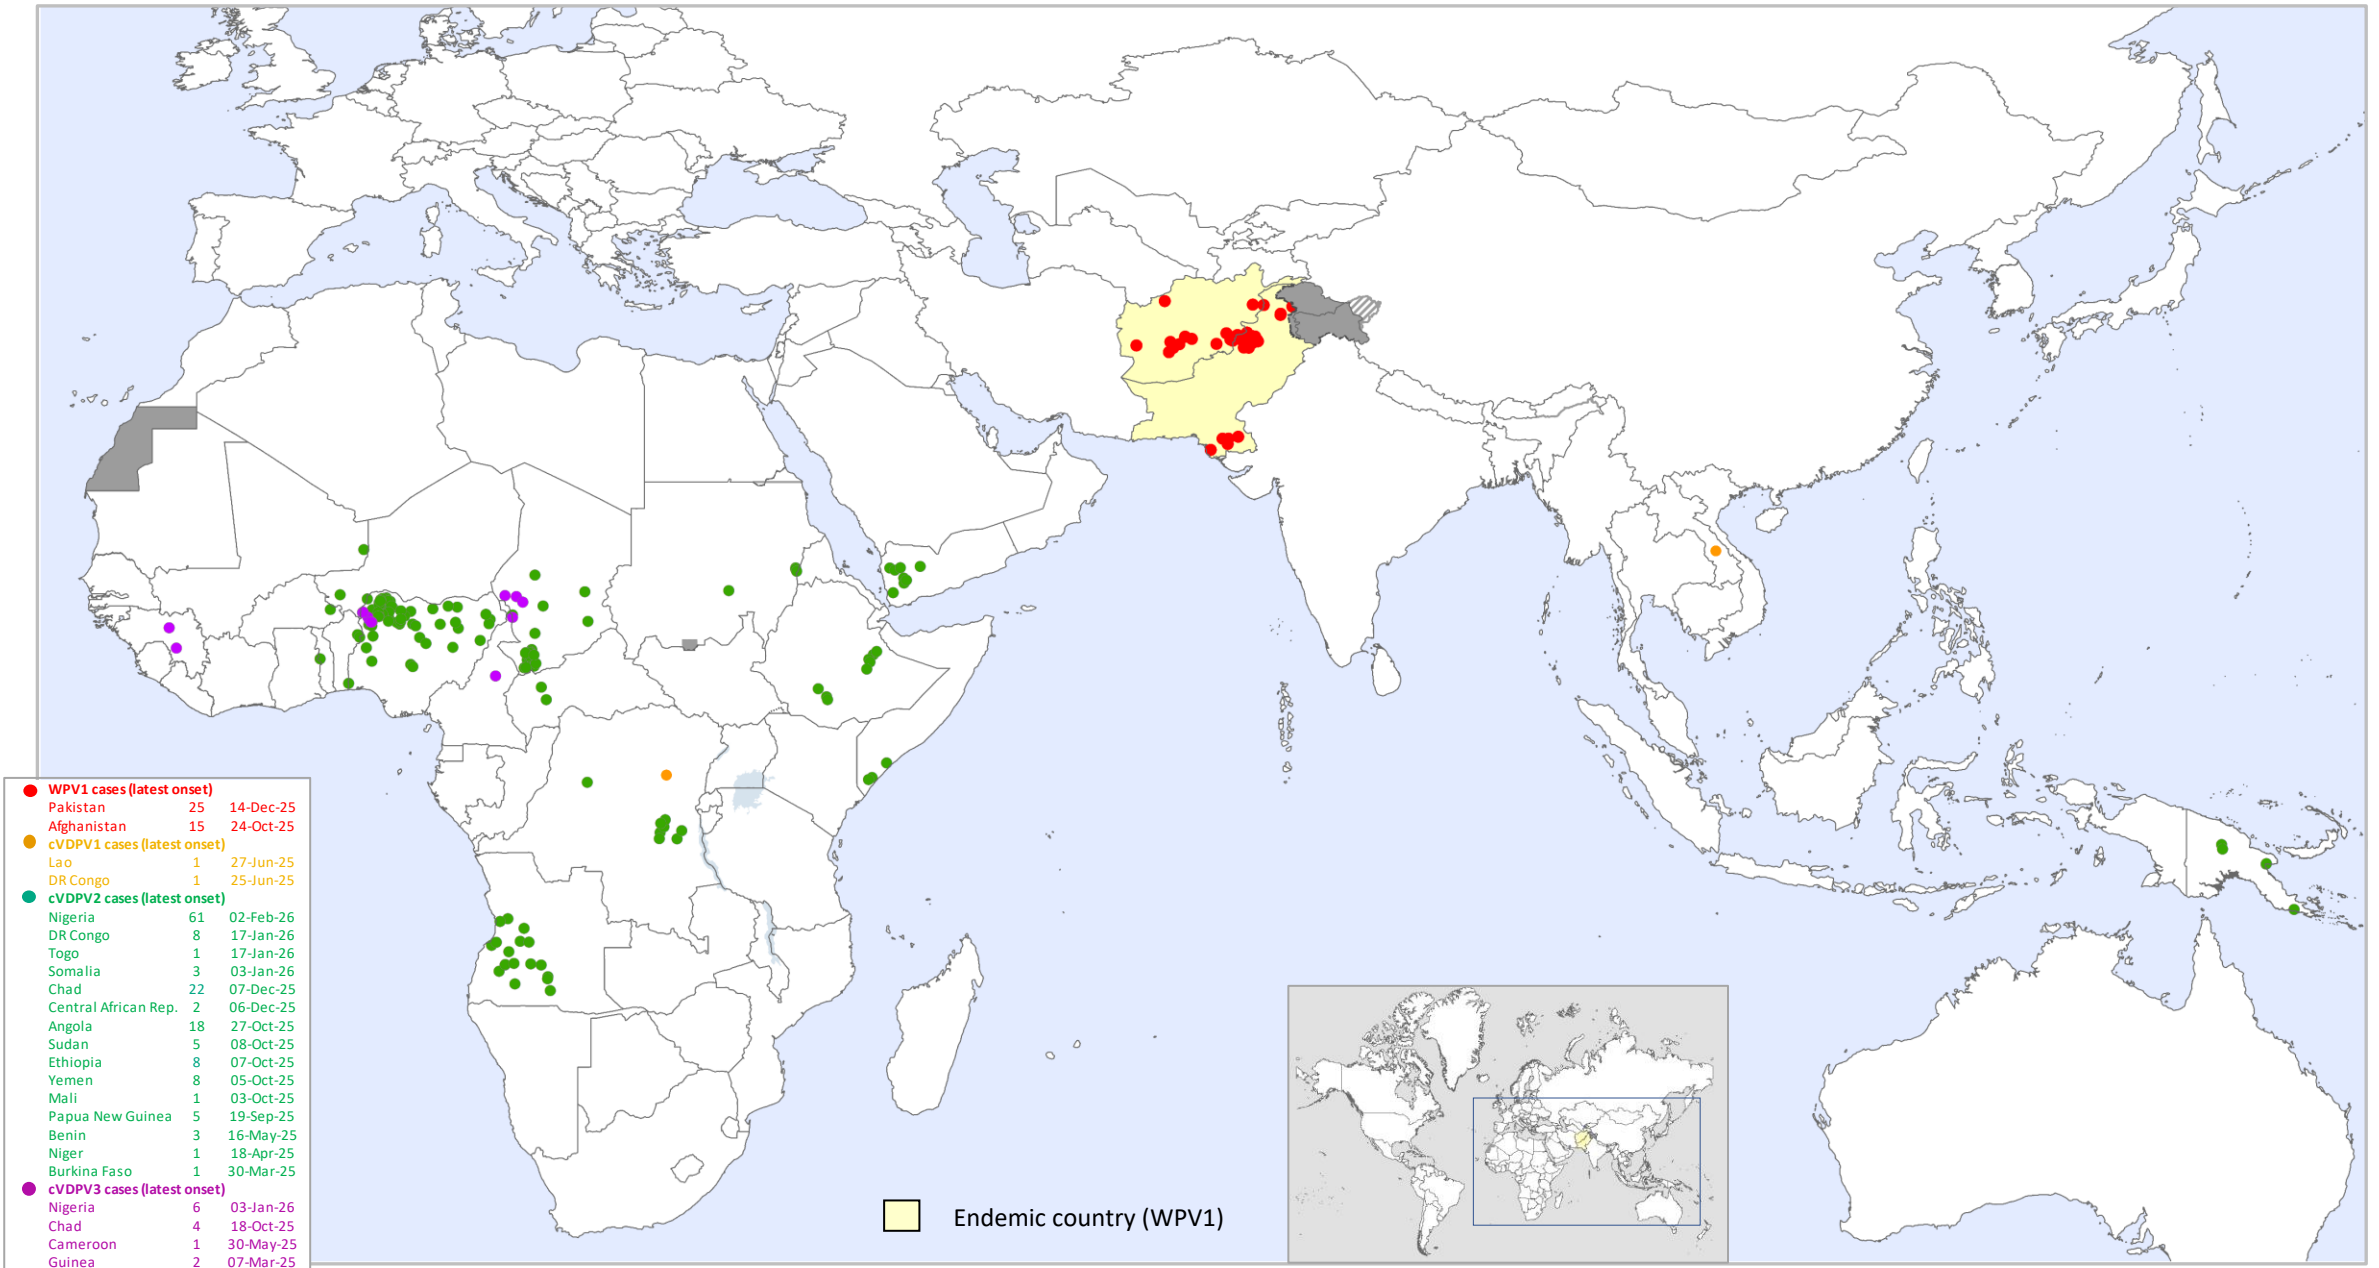 WPV1 cases (latest onset)
Pakistan 25 14-Dec-25
Afghanistan 15 24-Oct-25
cVDPV1 cases (latest onset)
Lao 1 27-Jun-25
DR Congo 1 25-Jun-25
cVDPV2 cases (latest onset)
Nigeria 61 02-Feb-26
DR Congo 8 17-Jan-26
Togo 1 17-Jan-26
Somalia 3 03-Jan-26
Chad 22 07-Dec-25
Central African Rep. 2 06-Dec-25
Angola 18 27-Oct-25
Sudan 5 08-Oct-25
Ethiopia 8 07-Oct-25
Yemen 8 05-Oct-25
Mali 1 03-Oct-25
Papua New Guinea 5 19-Sep-25
Benin 3 16-May-25
Niger 1 18-Apr-25
Burkina Faso 1 30-Mar-25
cVDPV3 cases (latest onset)
Nigeria 6 03-Jan-26
Chad 4 18-Oct-25
Cameroon 1 30-May-25
Guinea 2 07-Mar-25
Endemic country (WPV1)